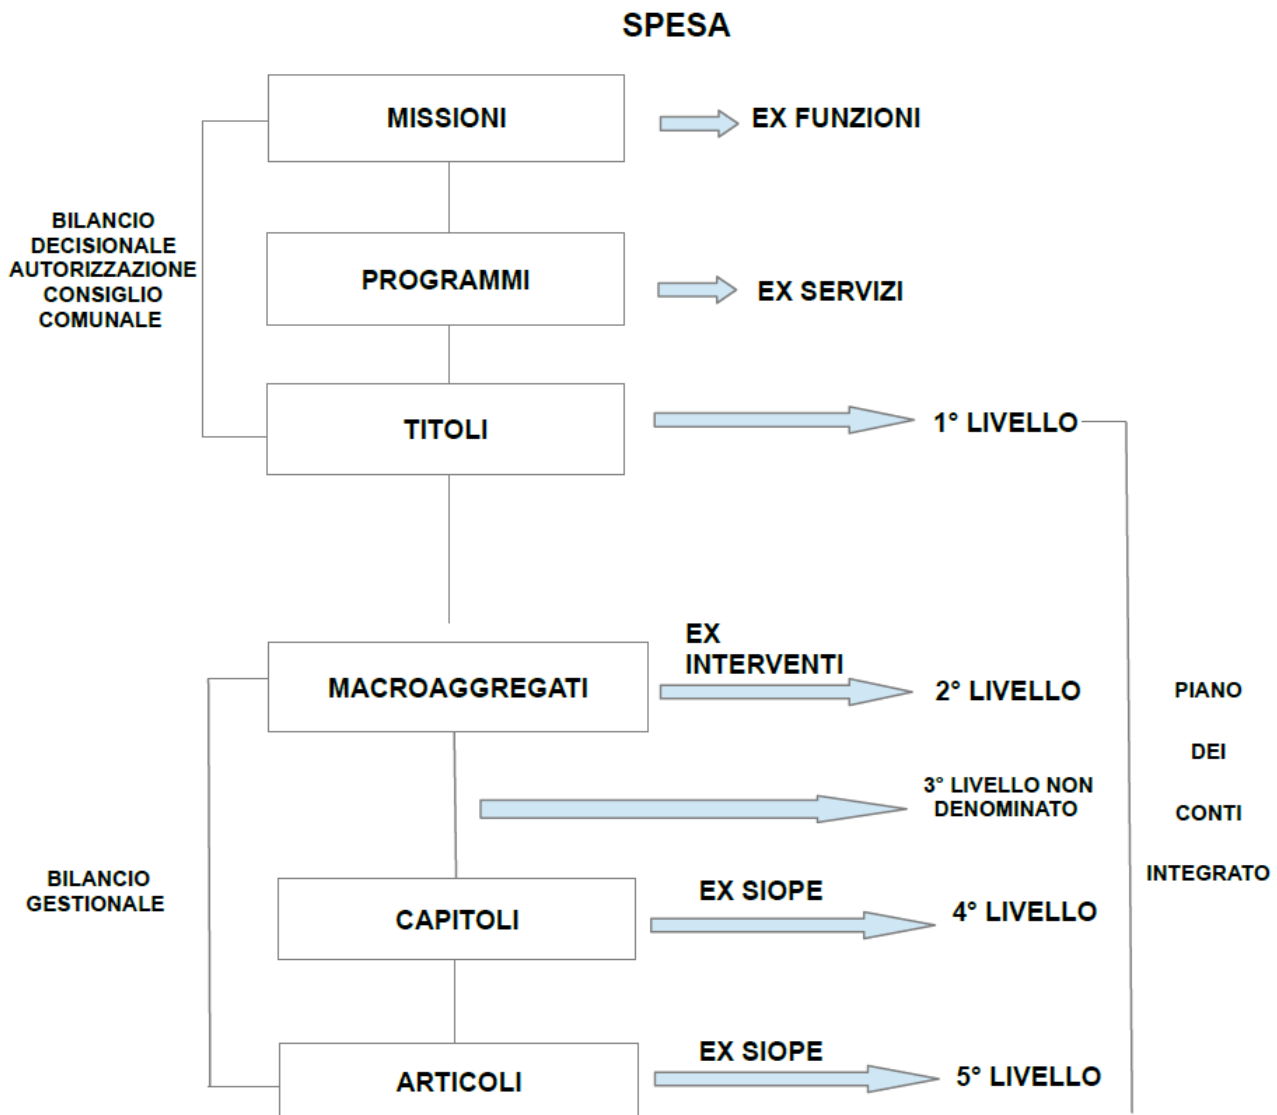 SPESA
MISSIONI
EX FUNZIONI
BILANCIO
DECISIONALE
AUTORIZZAZIONE
CONSIGLIO
COMUNALE
PROGRAMMI
EX SERVIZI
TITOLI
1° LIVELLO
EX
INTERVENTI
MACROAGGREGATI
2° LIVELLO
PIANO
DEI
CONTI
INTEGRATO
3° LIVELLO NON
DENOMINATO
BILANCIO
GESTIONALE
CAPITOLI
EX SIOPE
4° LIVELLO
ARTICOLI
EX SIOPE
5° LIVELLO